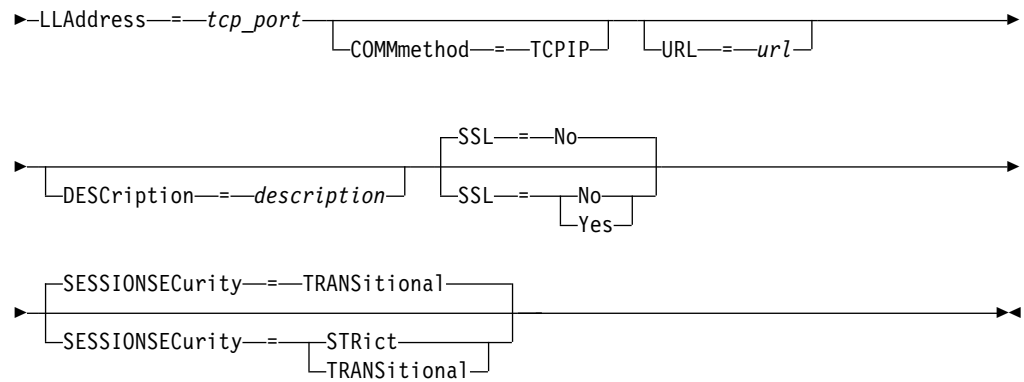 LLAddress = tcp_port
COMMmethod = TCPIP
URL = url
SSL = No
DESCription = description
SSL = No
Yes
SESSIONSECurity = TRANSitional
SESSIONSECurity = STRict
TRANSitional